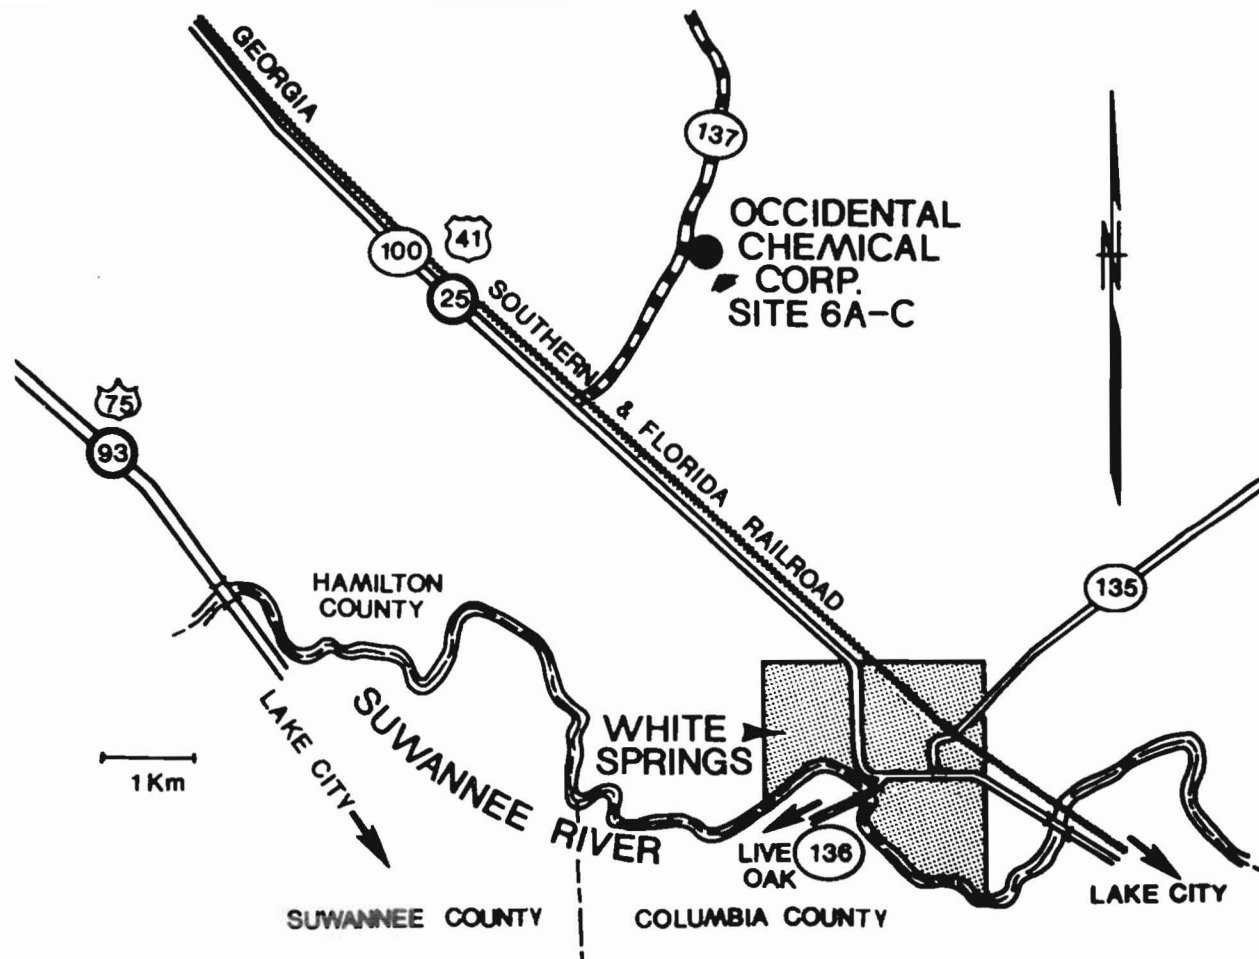 GEORGIA
SOUTHERN
& FLORIDA RAILROAD
137
OCCIDENTAL
CHEMICAL
CORP.
SITE 6A-C
100
41
25
N
75
93
HAMILTON
COUNTY
135
SUWANNEE RIVER
LAKE CITY
WHITE
SPRINGS
1 Km
LIVE
OAK
136
LAKE CITY
SUWANNEE COUNTY
COLUMBIA COUNTY